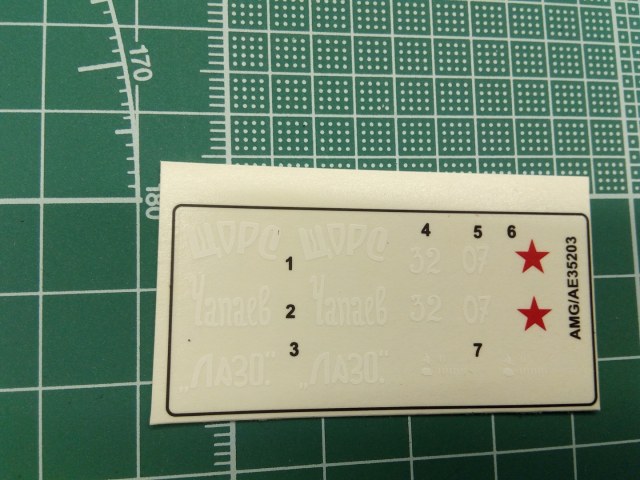 170
180
4 5 6
ЩОРС ЩОРС
1
32 07
AMG/AE35203
Чапаев Чапаев
2
32 07
3 7
„ЛАЗО“ „ЛАЗО“